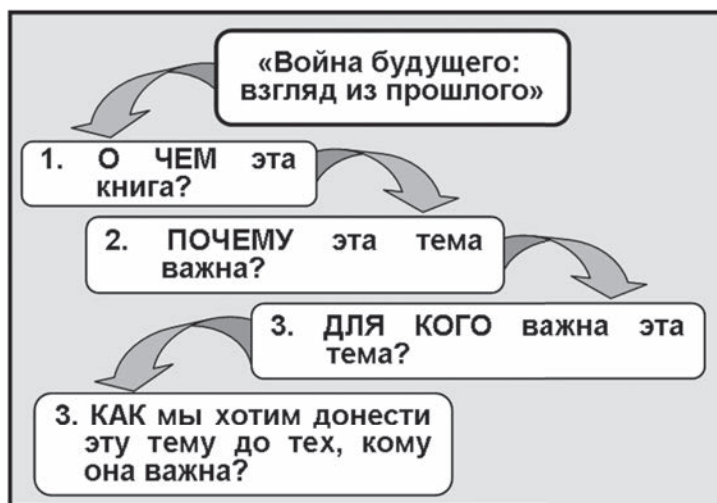 «Война будущего:
взгляд из прошлого»
1. О ЧЕМ эта
книга?
2. ПОЧЕМУ эта тема
важна?
3. ДЛЯ КОГО важна эта
тема?
3. КАК мы хотим донести
эту тему до тех, кому
она важна?